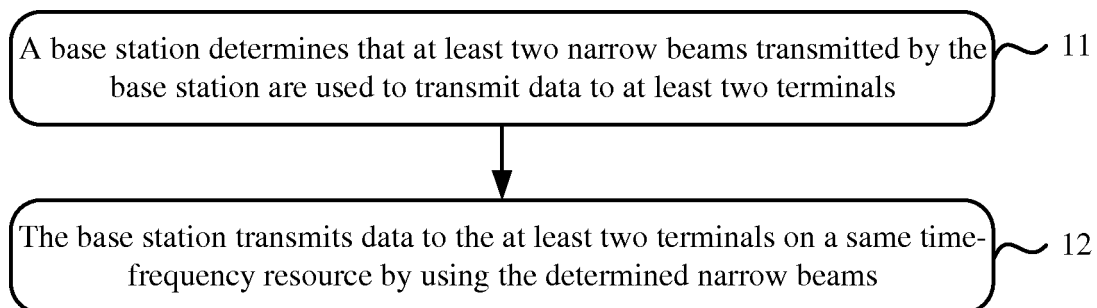 A base station determines that at least two narrow beams transmitted by the
base station are used to transmit data to at least two terminals
11
The base station transmits data to the at least two terminals on a same time-
frequency resource by using the determined narrow beams
12